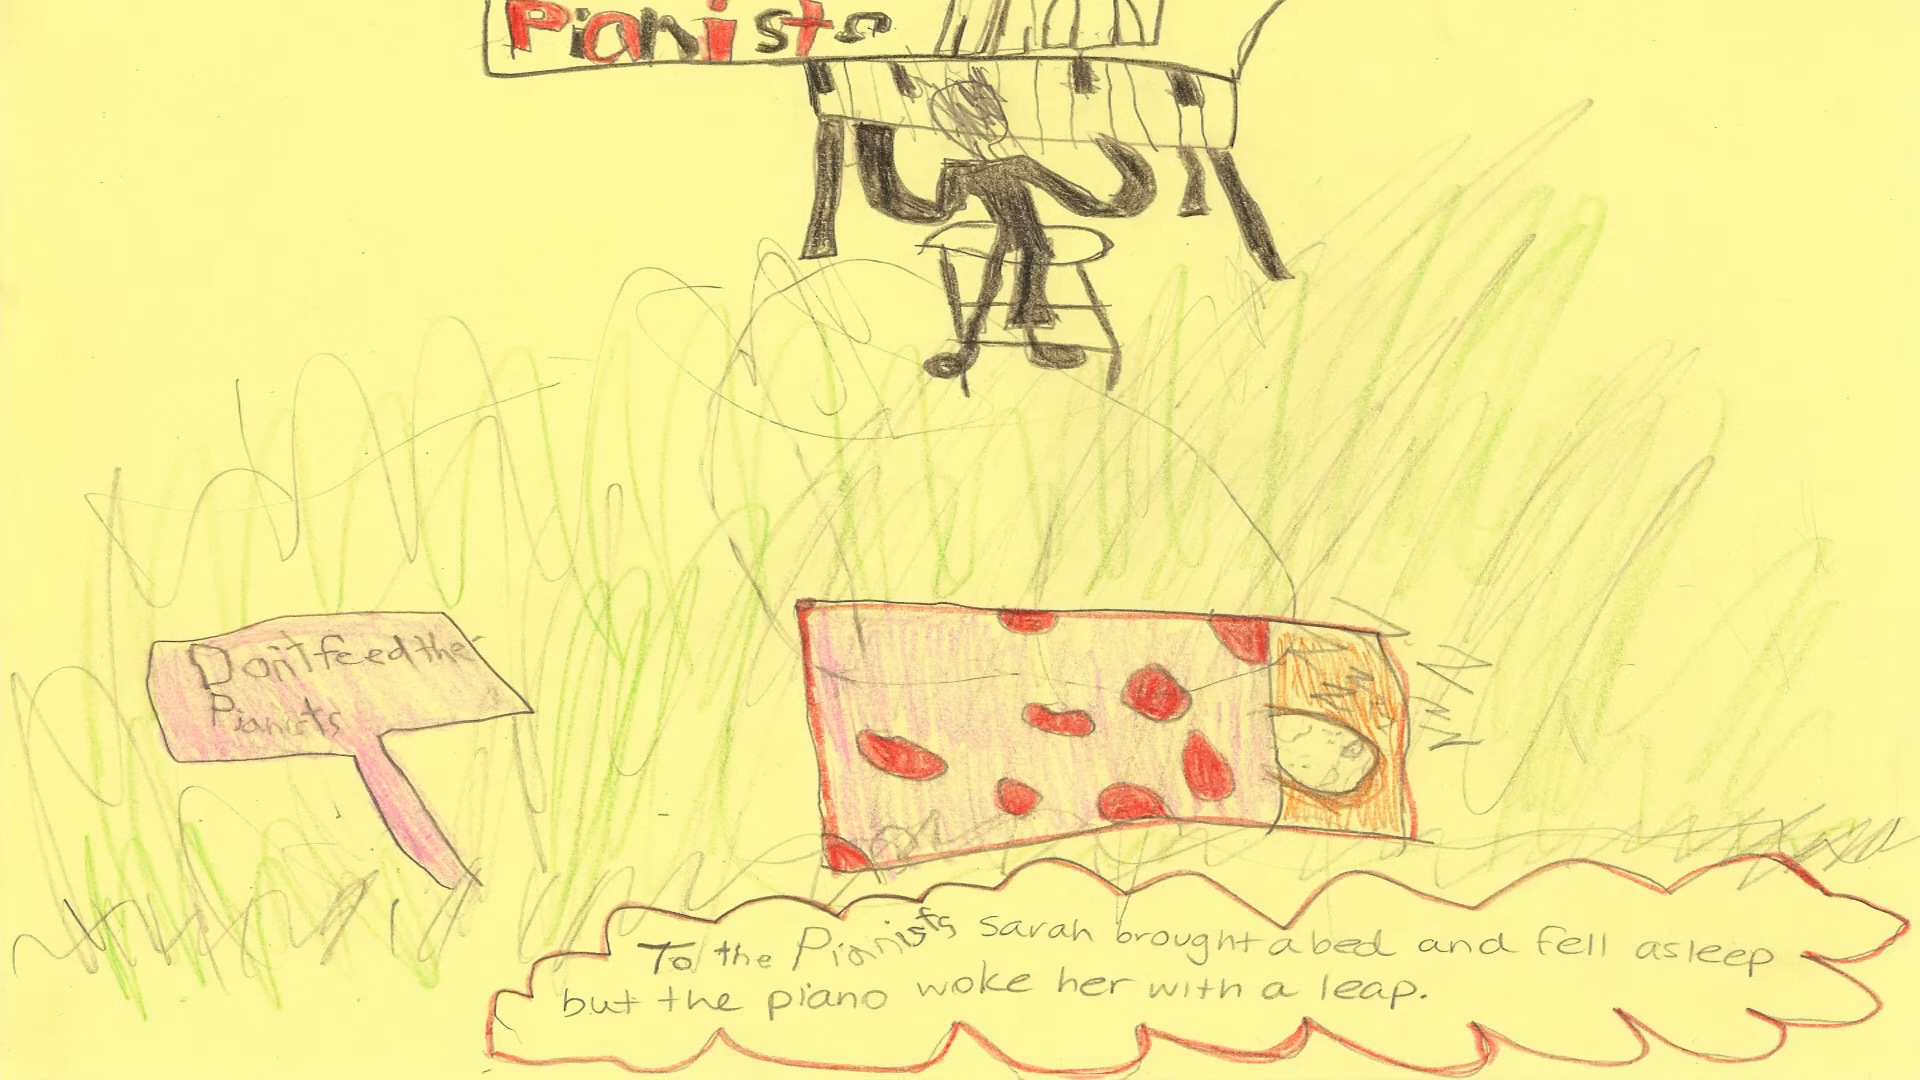 Pianists
Don't feed the
Pianists
To the Pianists sarah brought a bed and fell asleep
but the piano woke her with a leap.